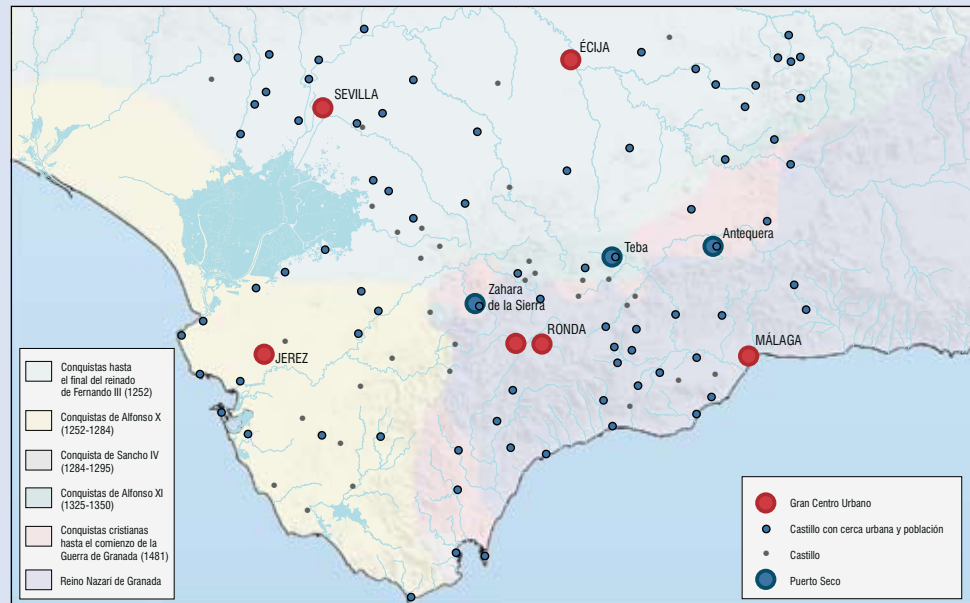 ÉCIJA
SEVILLA
Teba
Antequera
Zahara
de la Sierra
RONDA
MÁLAGA
JEREZ
Conquistas hasta
el final del reinado
de Fernando III (1252)
Conquistas de Alfonso X
(1252-1284)
Conquista de Sancho IV
(1284-1295)
Conquistas de Alfonso XI
(1325-1350)
Conquistas cristianas
hasta el comienzo de la
Guerra de Granada (1481)
Reino Nazarí de Granada
Gran Centro Urbano
Castillo con cerca urbana y población
Castillo
Puerto Seco